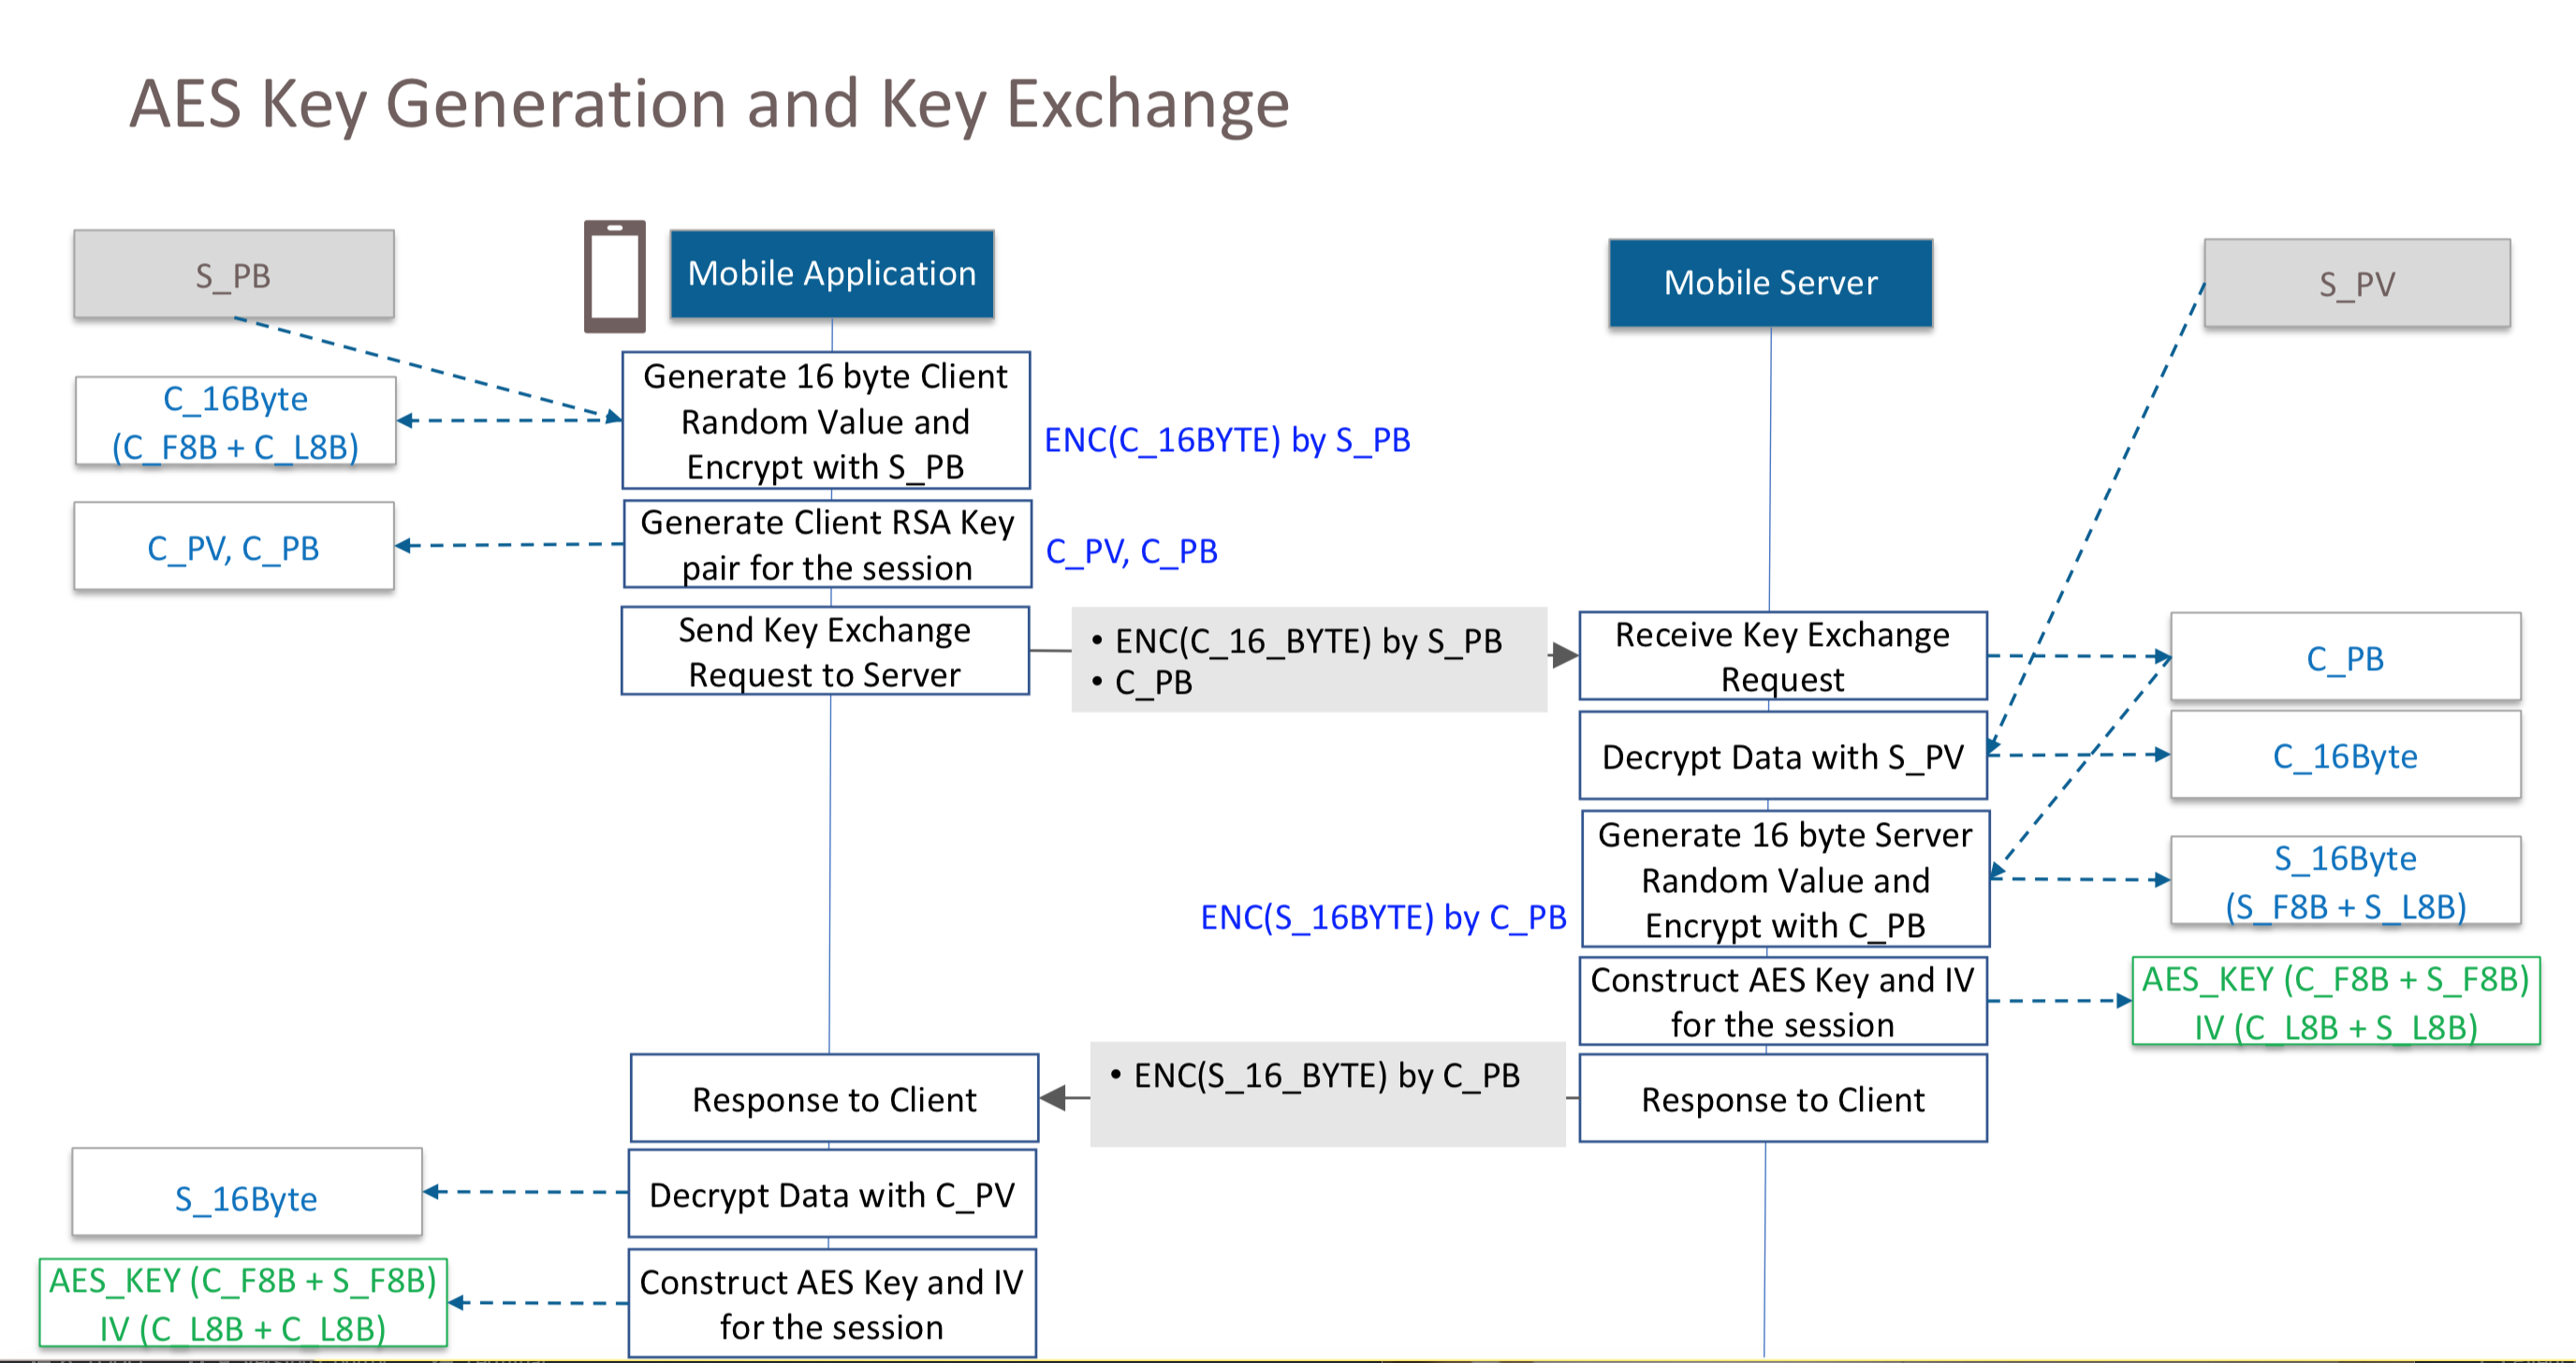 AES Key Generation and Key Exchange
S_PB
Mobile Application
Mobile Server
S_PV
C_16Byte
(C_F8B + C_L8B)
Generate 16 byte Client
Random Value and
Encrypt with S_PB
ENC(C_16BYTE) by S_PB
C_PV, C_PB
Generate Client RSA Key
pair for the session
C_PV, C_PB
Send Key Exchange
Request to Server
• ENC(C_16_BYTE) by S_PB
• C_PB
Receive Key Exchange
Request
C_PB
Decrypt Data with S_PV
C_16Byte
Generate 16 byte Server
Random Value and
Encrypt with C_PB
ENC(S_16BYTE) by C_PB
S_16Byte
(S_F8B + S_L8B)
Construct AES Key and IV
for the session
AES_KEY (C_F8B + S_F8B)
IV (C_L8B + S_L8B)
Response to Client
• ENC(S_16_BYTE) by C_PB
Response to Client
S_16Byte
Decrypt Data with C_PV
AES_KEY (C_F8B + S_F8B)
IV (C_L8B + C_L8B)
Construct AES Key and IV
for the session